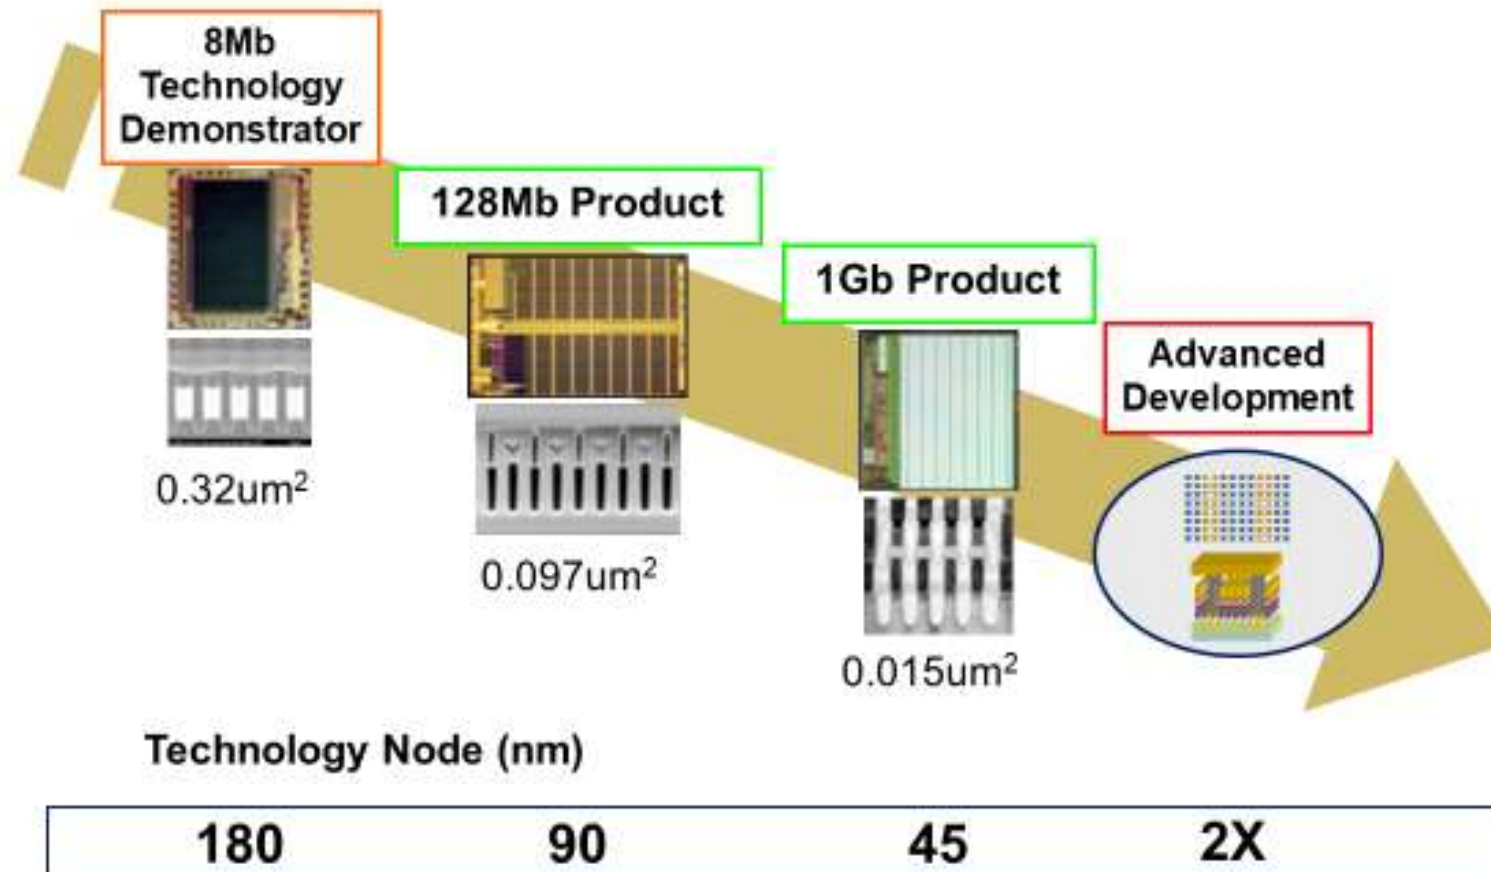 8Mb
Technology
Demonstrator
128Mb Product
1Gb Product
Advanced
Development
0.32um²
0.097um²
0.015um²
Technology Node (nm)
180 90 45 2X